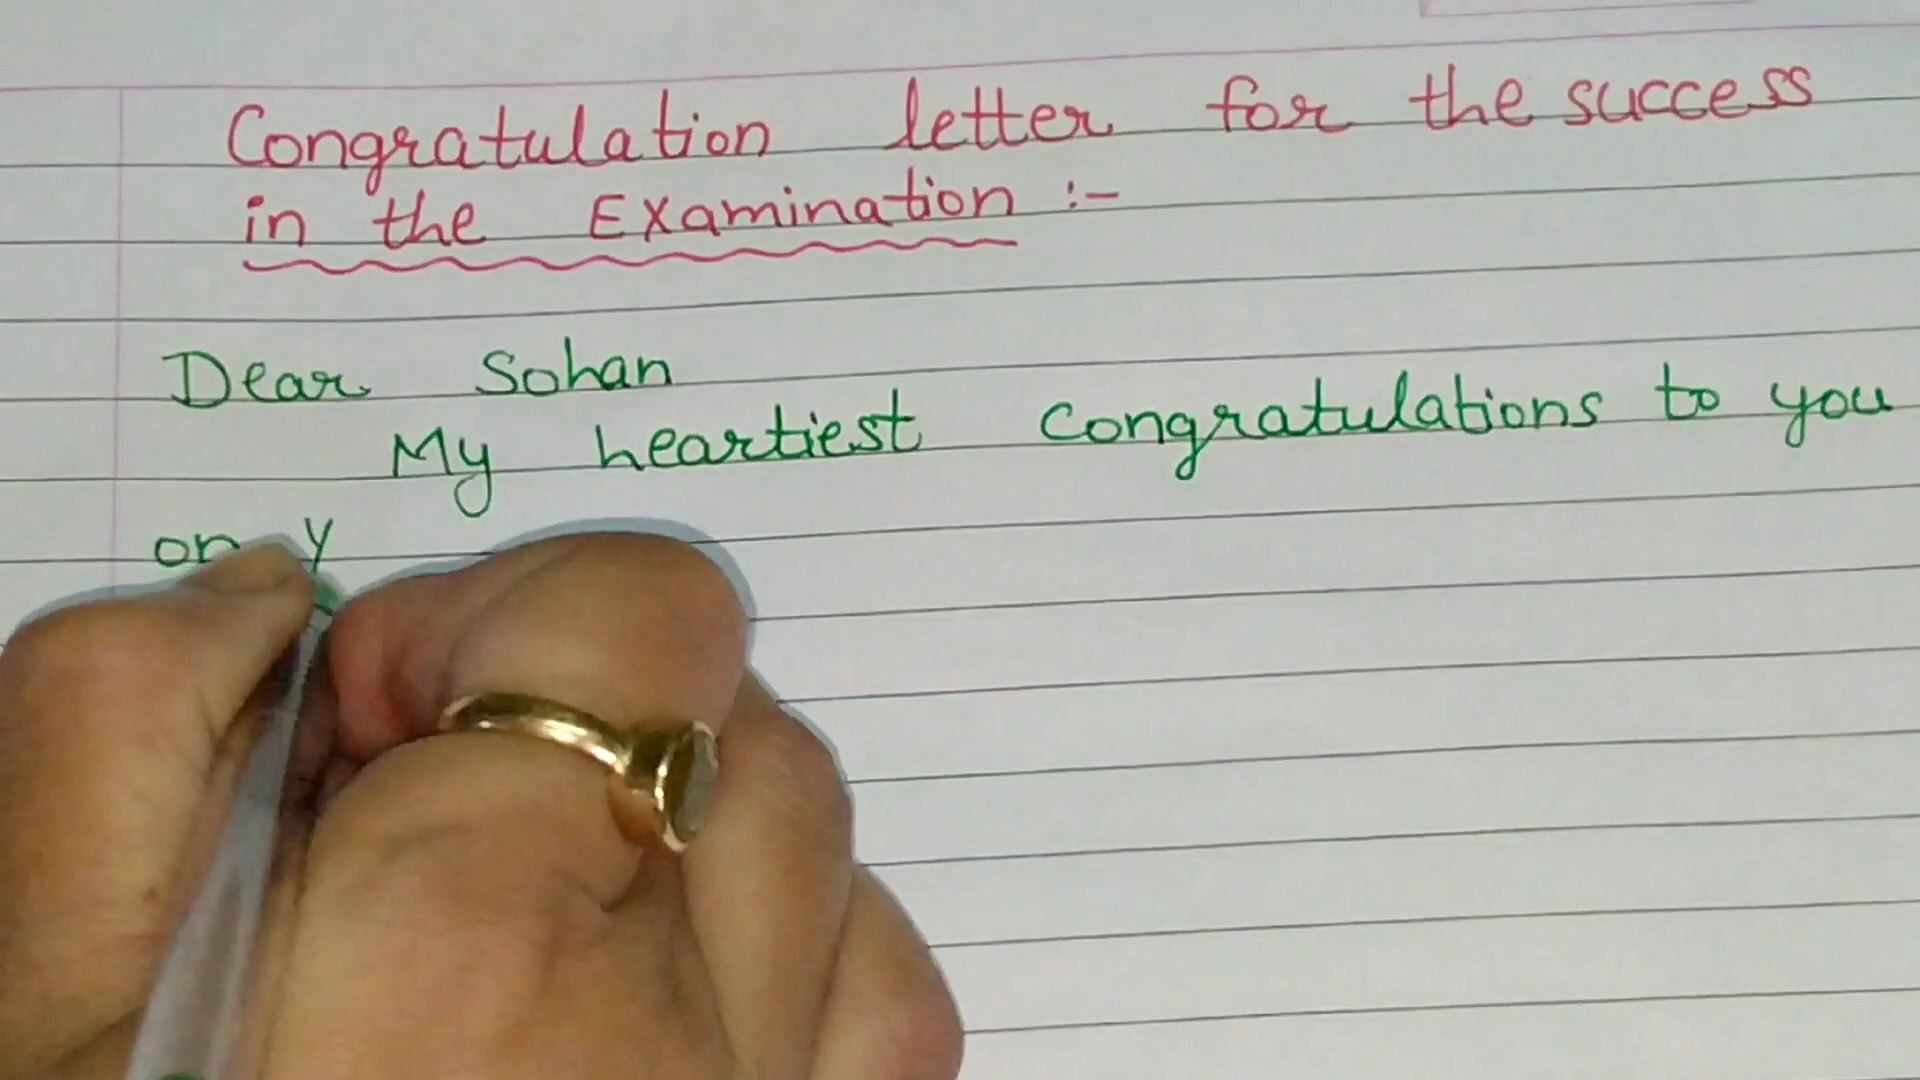 Congratulation letter for the success
in the Examination :-
Dear Sohan
My heartiest congratulations to you
on y